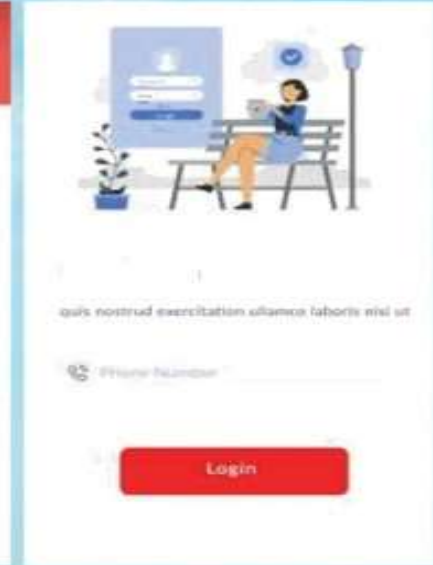 quis nostrud exercitation ullamco laboris nisi ut
Phone Number
Login